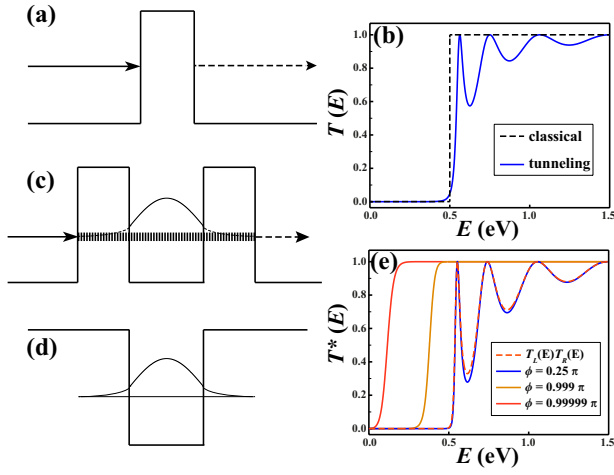 (a)
(b)
T (E)
1.0
0.8
0.6
0.4
0.2
0.0
classical
tunneling
0.0 0.5 1.0 1.5
E (eV)
(c)
(d)
(e)
T* (E)
1.0
0.8
0.6
0.4
0.2
0.0
T_L(E)T_R(E)
ϕ = 0.25 π
ϕ = 0.999 π
ϕ = 0.99999 π
0.0 0.5 1.0 1.5
E (eV)